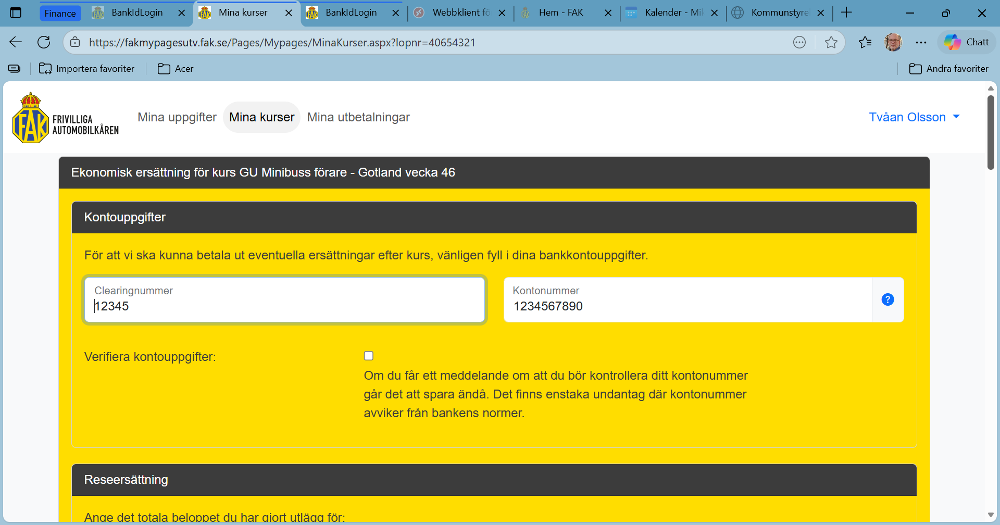 Finance
BankIdLogin
Mina kurser
BankIdLogin
Webbklient fö
Hem - FAK
Kalender - Mi
Kommunstyre
https://fakmypagesutv.fak.se/Pages/Mypages/MinaKurser.aspx?lopnr=40654321
Chatt
Importera favoriter
Acer
Andra favoriter
FAK
FRIVILLIGA
AUTOMOBILKÅREN
Mina uppgifter
Mina kurser
Mina utbetalningar
Tvåan Olsson
Ekonomisk ersättning för kurs GU Minibuss förare - Gotland vecka 46
Kontouppgifter
För att vi ska kunna betala ut eventuella ersättningar efter kurs, vänligen fyll i dina bankkontouppgifter.
Clearingnummer
12345
Kontonummer
1234567890
?
Verifiera kontouppgifter:
Om du får ett meddelande om att du bör kontrollera ditt kontonummer
går det att spara ändå. Det finns enstaka undantag där kontonummer
avviker från bankens normer.
Reseersättning
Ange det totala beloppet du har gjort utlägg för: